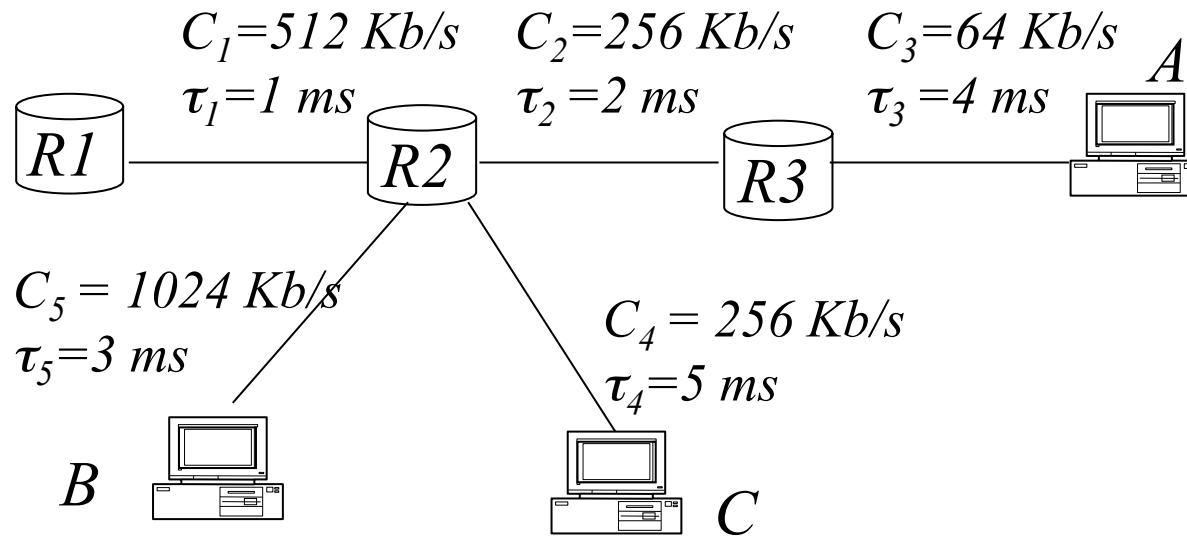 C₁=512 Kb/s
τ₁=1 ms
C₂=256 Kb/s
τ₂=2 ms
C₃=64 Kb/s
τ₃=4 ms
A
R1
R2
R3
C₅ = 1024 Kb/s
τ₅=3 ms
C₄ = 256 Kb/s
τ₄=5 ms
B
C